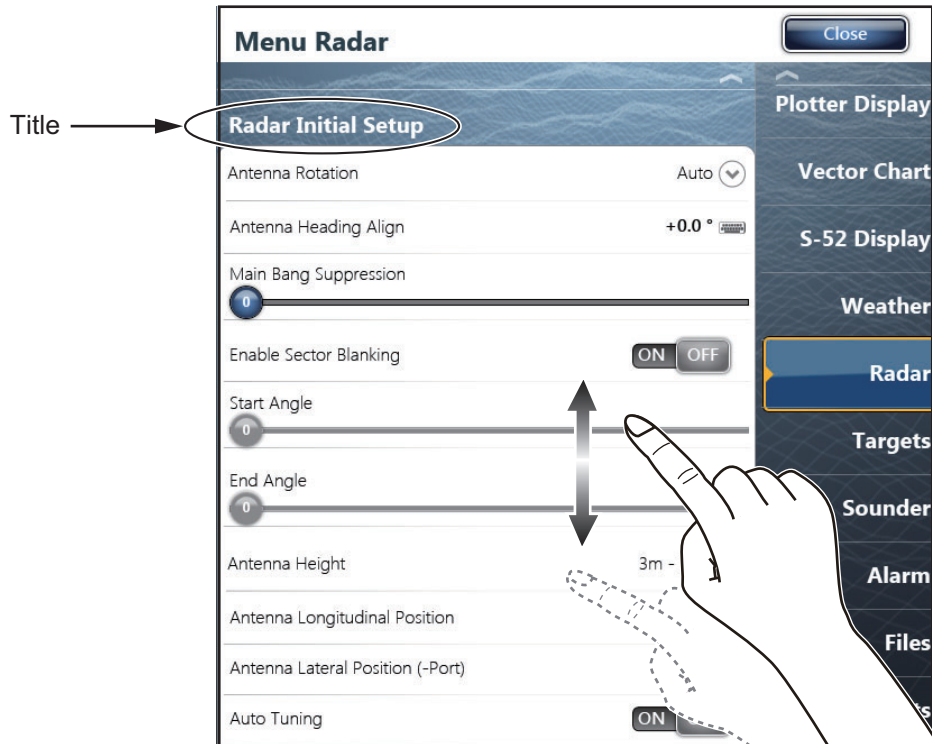 Menu Radar
Close
Title
Radar Initial Setup
Antenna Rotation
Auto
Antenna Heading Align
+0.0 °
Main Bang Suppression
0
Enable Sector Blanking
ON OFF
Start Angle
0
End Angle
0
Antenna Height
3m -
Antenna Longitudinal Position
Antenna Lateral Position (-Port)
Auto Tuning
ON
Plotter Display
Vector Chart
S-52 Display
Weather
Radar
Targets
Sounder
Alarm
Files